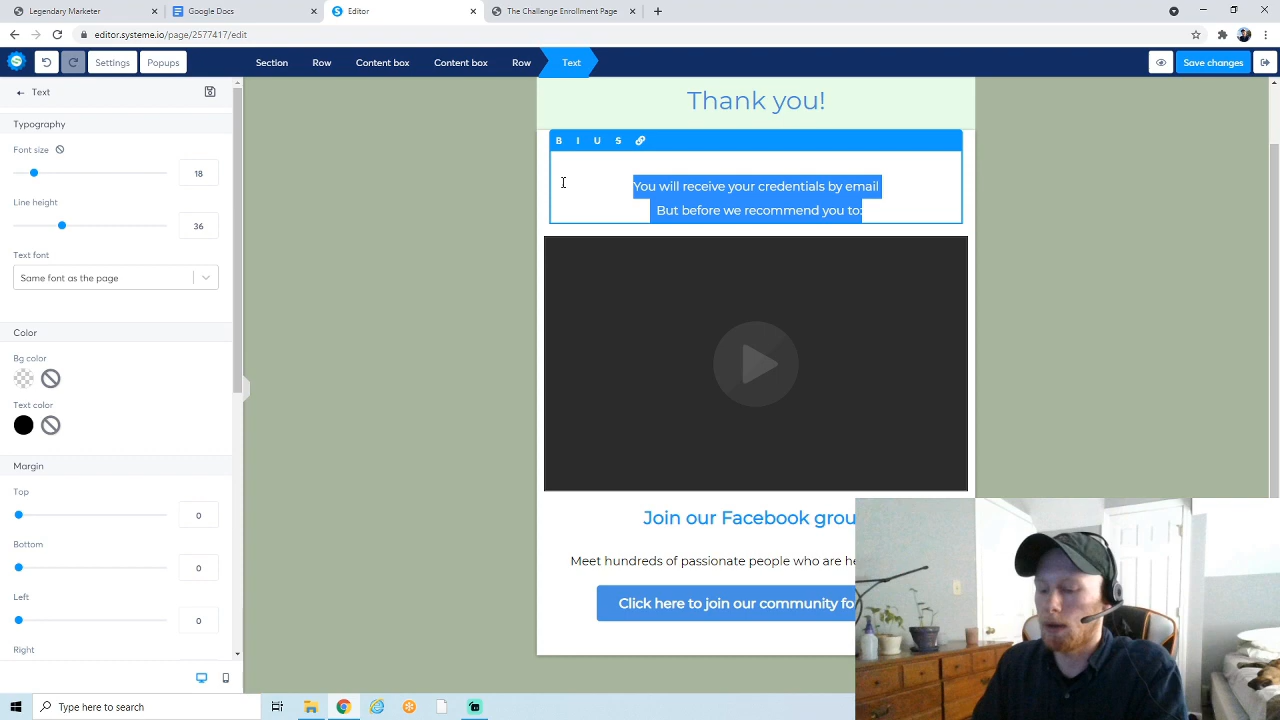 Legendary Marketer
Google Docs
Editor
The Challenge Enrollment Page
editor.systeme.io/page/2577417/edit
Settings
Popups
Section
Row
Content box
Content box
Row
Text
Save changes
Text
Typography
Font size
18
Line height
36
Text font
Same font as the page
Color
Bg color
Text color
Margin
Top
0
Bottom
0
Left
0
Right
Thank you!
B I U S
You will receive your credentials by email
But before we recommend you to:
Join our Facebook grou
Meet hundreds of passionate people who are he
Click here to join our community fo
Type here to search